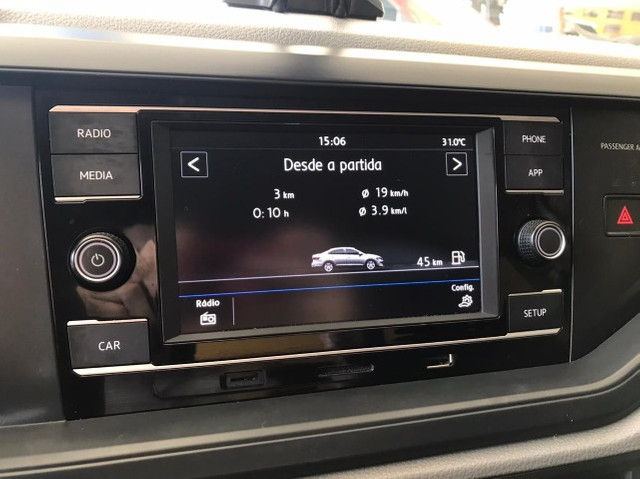 RADIO
MEDIA
CAR
15:06
31.0°C
<
Desde a partida
>
3 km
Ø 19 km/h
0:10 h
Ø 3.9 km/l
45 km
Rádio
Config.
PHONE
APP
SETUP
PASSENGER